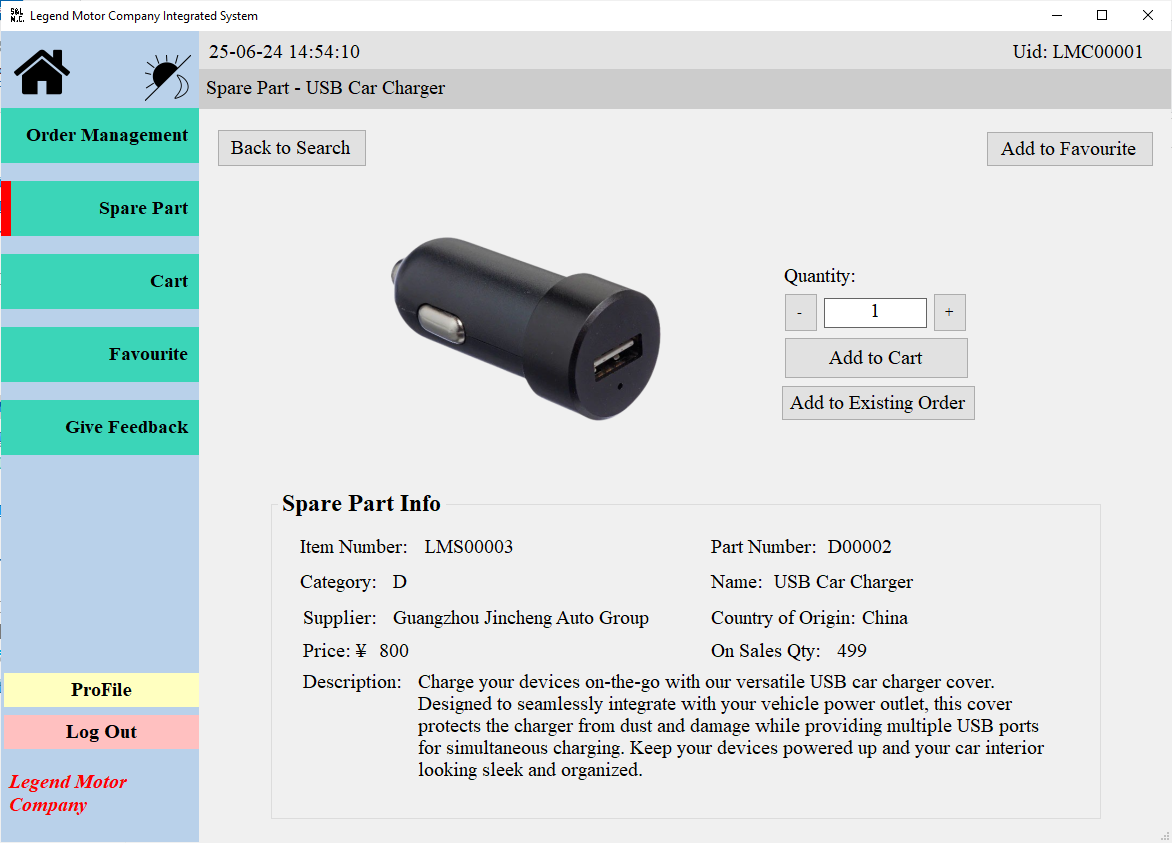 S&L
M.C.
Legend Motor Company Integrated System
25-06-24 14:54:10
Uid: LMC00001
Spare Part - USB Car Charger
Order Management
Spare Part
Cart
Favourite
Give Feedback
ProFile
Log Out
Legend Motor
Company
Back to Search
Add to Favourite
Quantity:
-
1
+
Add to Cart
Add to Existing Order
Spare Part Info
Item Number: LMS00003
Part Number: D00002
Category: D
Name: USB Car Charger
Supplier: Guangzhou Jincheng Auto Group
Country of Origin: China
Price: ¥ 800
On Sales Qty: 499
Description: Charge your devices on-the-go with our versatile USB car charger cover.
Designed to seamlessly integrate with your vehicle power outlet, this cover
protects the charger from dust and damage while providing multiple USB ports
for simultaneous charging. Keep your devices powered up and your car interior
looking sleek and organized.